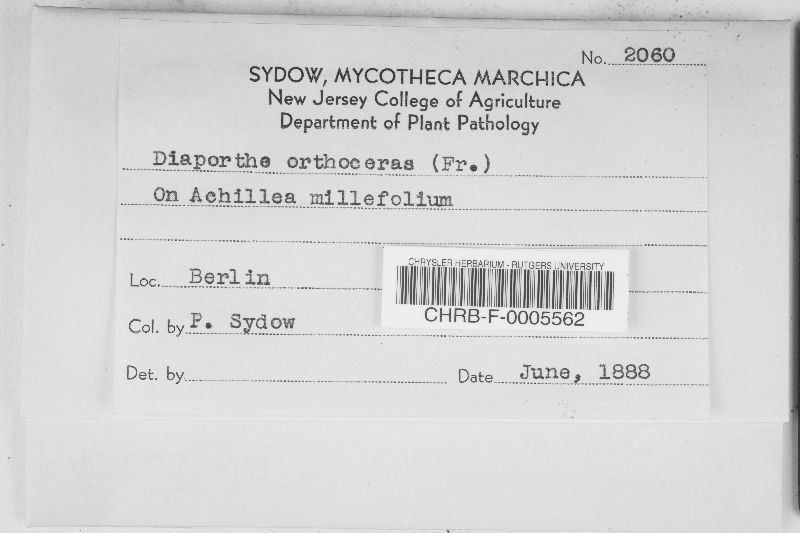 No. 2060
SYDOW, MYCOTHECA MARCHICA
New Jersey College of Agriculture
Department of Plant Pathology
Diaporthe orthoceras (Fr.)
On Achillea millefolium
Loc. Berlin
CHRYSLER HERBARIUM - RUTGERS UNIVERSITY
CHRB-F-0005562
Col. by P. Sydow
Det. by
Date June, 1888